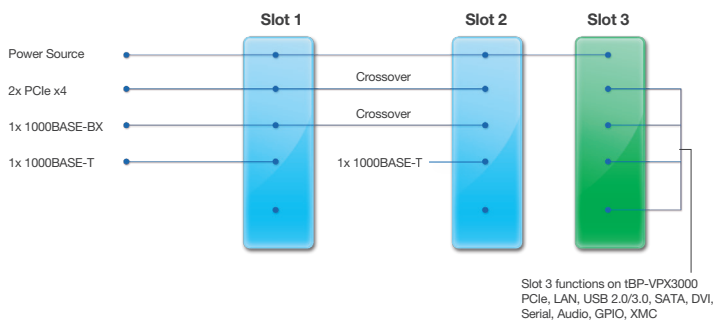 Slot 1
Slot 2
Slot 3
Power Source
2x PCIe x4
Crossover
1x 1000BASE-BX
Crossover
1x 1000BASE-T
1x 1000BASE-T
Slot 3 functions on tBP-VPX3000
PCIe, LAN, USB 2.0/3.0, SATA, DVI,
Serial, Audio, GPIO, XMC